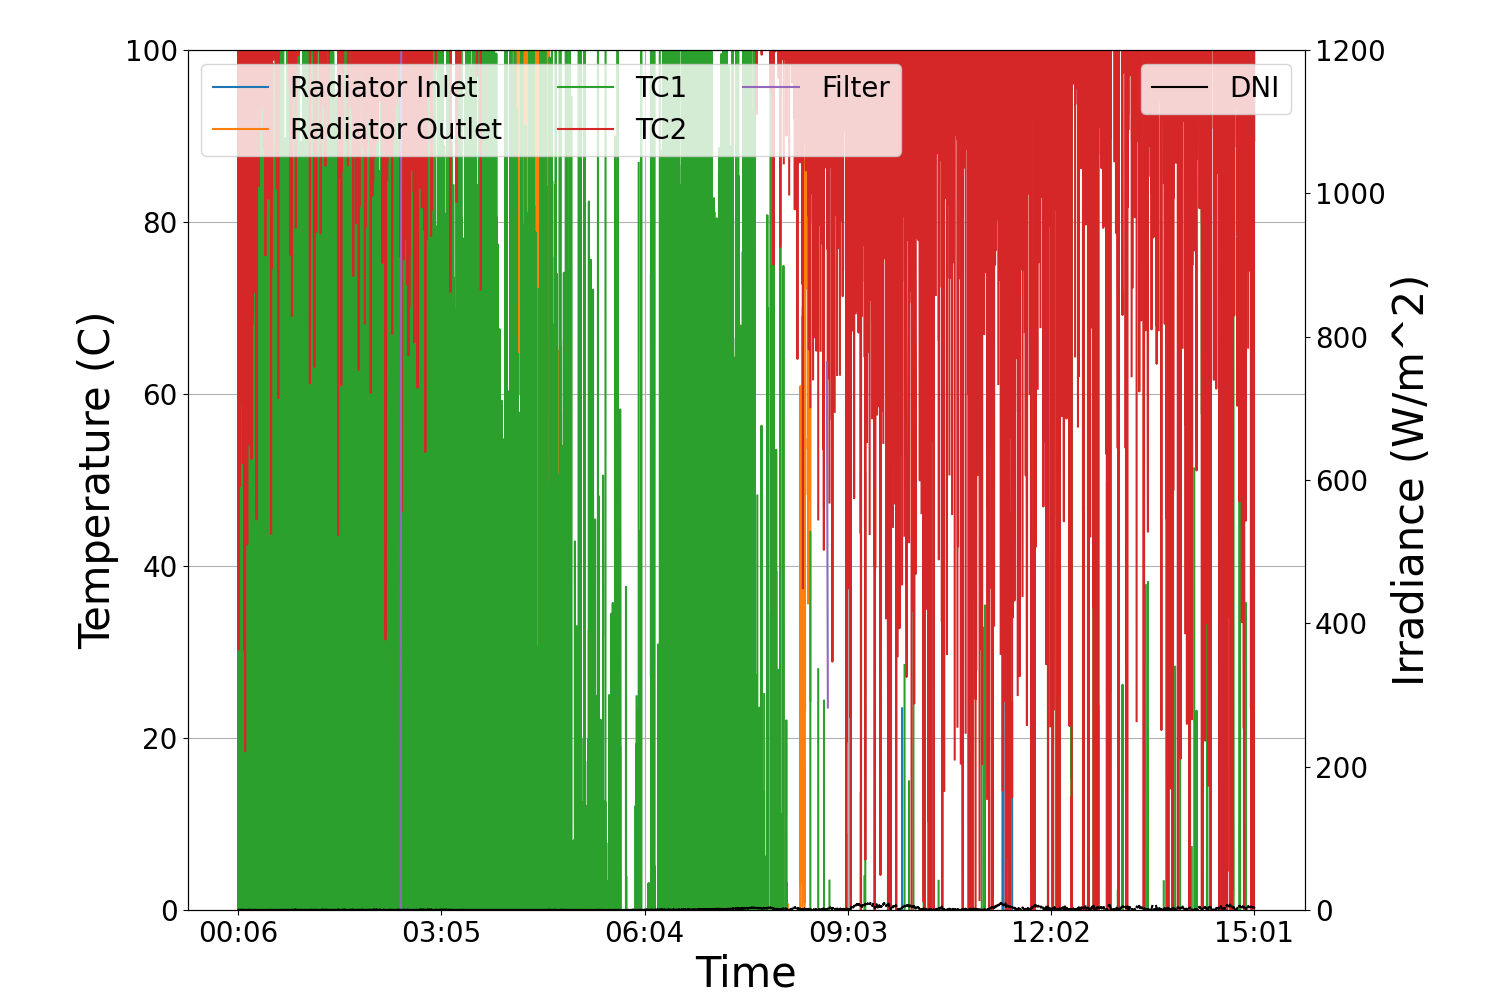 100
80
60
40
20
0
Temperature (C)
Radiator Inlet
Radiator Outlet
TC1
TC2
Filter
DNI
1200
1000
800
600
400
200
0
Irradiance (W/m^2)
00:06 03:05 06:04 09:03 12:02 15:01
Time